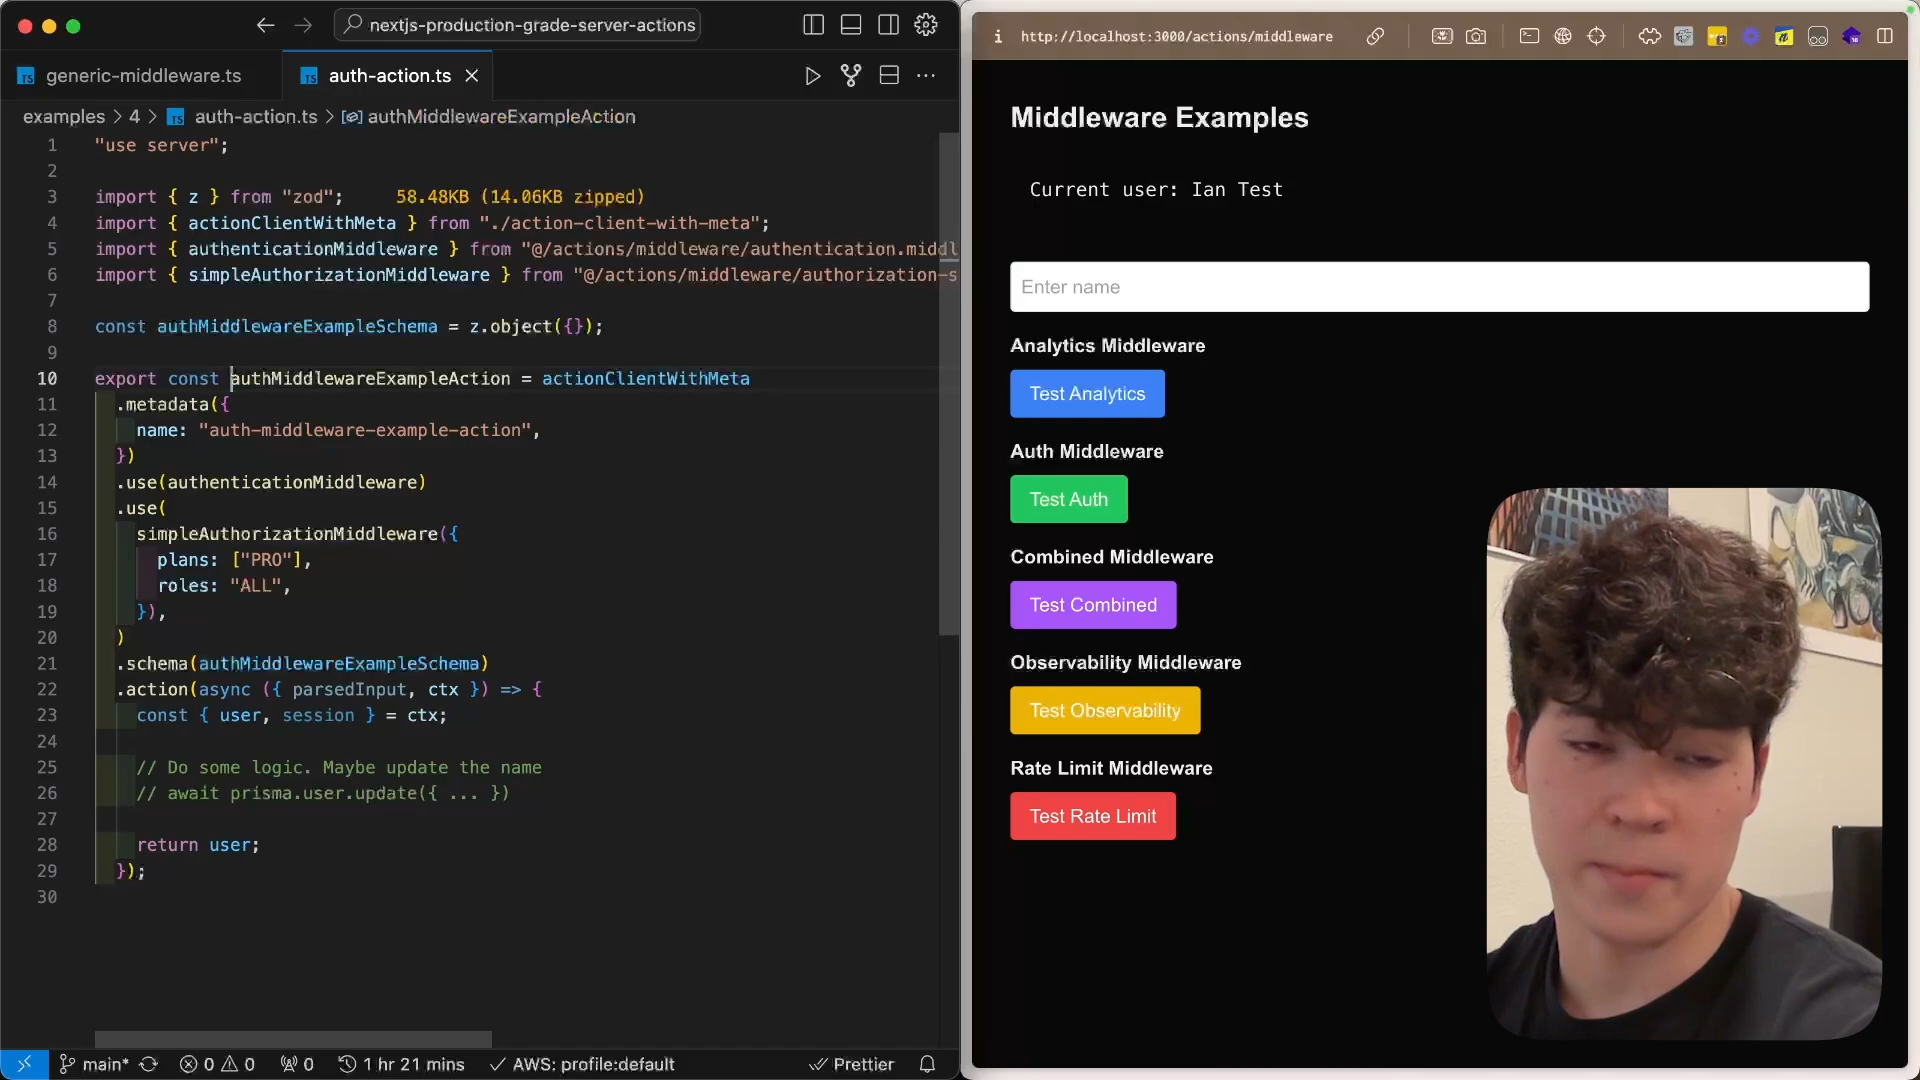 nextjs-production-grade-server-actions
generic-middleware.ts
auth-action.ts
examples > 4 > auth-action.ts > authMiddlewareExampleAction
1 "use server";
2
3 import { z } from "zod"; 58.48KB (14.06KB zipped)
4 import { actionClientWithMeta } from "./action-client-with-meta";
5 import { authenticationMiddleware } from "@/actions/middleware/authentication.middl
6 import { simpleAuthorizationMiddleware } from "@/actions/middleware/authorization-s
7
8 const authMiddlewareExampleSchema = z.object({});
9
10 export const authMiddlewareExampleAction = actionClientWithMeta
11 .metadata({
12 name: "auth-middleware-example-action",
13 })
14 .use(authenticationMiddleware)
15 .use(
16 simpleAuthorizationMiddleware({
17 plans: ["PRO"],
18 roles: "ALL",
19 }),
20 )
21 .schema(authMiddlewareExampleSchema)
22 .action(async ({ parsedInput, ctx }) => {
23 const { user, session } = ctx;
24
25 // Do some logic. Maybe update the name
26 // await prisma.user.update({ ... })
27
28 return user;
29 });
30
main* 0 0 0 1 hr 21 mins AWS: profile:default Prettier
http://localhost:3000/actions/middleware
Middleware Examples
Current user: Ian Test
Enter name
Analytics Middleware
Test Analytics
Auth Middleware
Test Auth
Combined Middleware
Test Combined
Observability Middleware
Test Observability
Rate Limit Middleware
Test Rate Limit